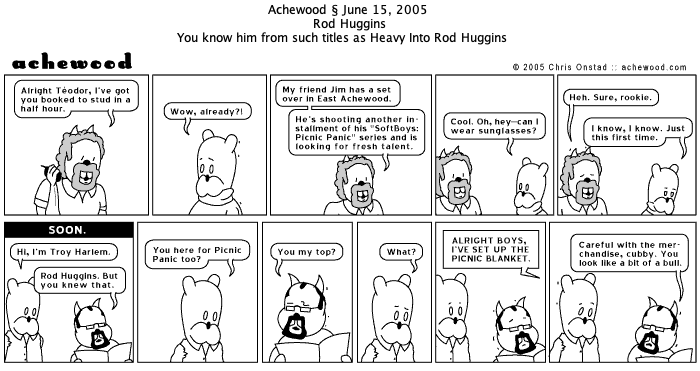 Achewood § June 15, 2005
Rod Huggins
You know him from such titles as Heavy Into Rod Huggins
achewood
© 2005 Chris Onstad :: achewood.com
Alright Téodor, I've got
you booked to stud in a
half hour.
Wow, already?!
My friend Jim has a set
over in East Achewood.
He's shooting another in-
stallment of his "SoftBoys:
Picnic Panic" series and is
looking for fresh talent.
Cool. Oh, hey—can I
wear sunglasses?
Heh. Sure, rookie.
I know, I know. Just
this first time.
SOON.
Hi, I'm Troy Harlem.
Rod Huggins. But
you knew that.
You here for Picnic
Panic too?
You my top?
What?
ALRIGHT BOYS,
I'VE SET UP THE
PICNIC BLANKET.
Careful with the mer-
chandise, cubby. You
look like a bit of a bull.